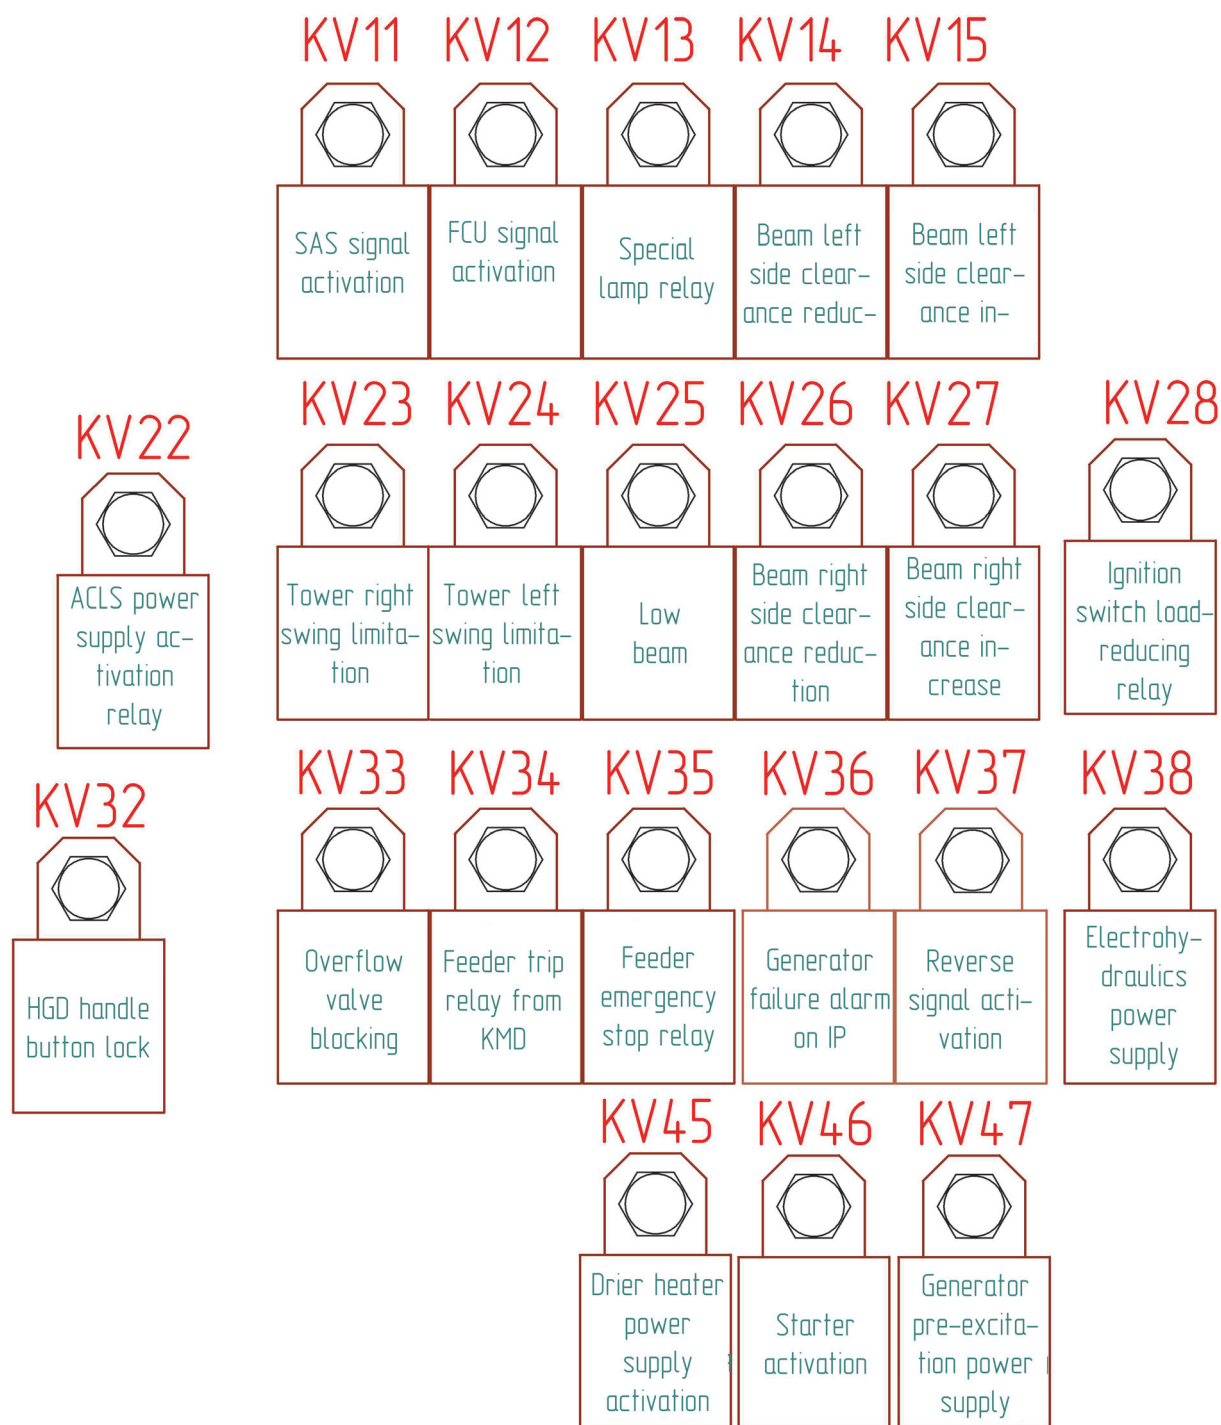 KV11 KV12 KV13 KV14 KV15
SAS signal
activation
FCU signal
activation
Special
lamp relay
Beam left
side clear-
ance reduc-
Beam left
side clear-
ance in-
KV22
ACLS power
supply ac-
tivation
relay
KV23 KV24 KV25 KV26 KV27 KV28
Tower right
swing limita-
tion
Tower left
swing limita-
tion
Low
beam
Beam right
side clear-
ance reduc-
tion
Beam right
side clear-
ance in-
crease
Ignition
switch load-
reducing
relay
KV32
HGD handle
button lock
KV33 KV34 KV35 KV36 KV37 KV38
Overflow
valve
blocking
Feeder trip
relay from
KMD
Feeder
emergency
stop relay
Generator
failure alarm
on IP
Reverse
signal acti-
vation
Electrohy-
draulics
power
supply
KV45 KV46 KV47
Drier heater
power
supply
activation
Starter
activation
Generator
pre-excita-
tion power
supply